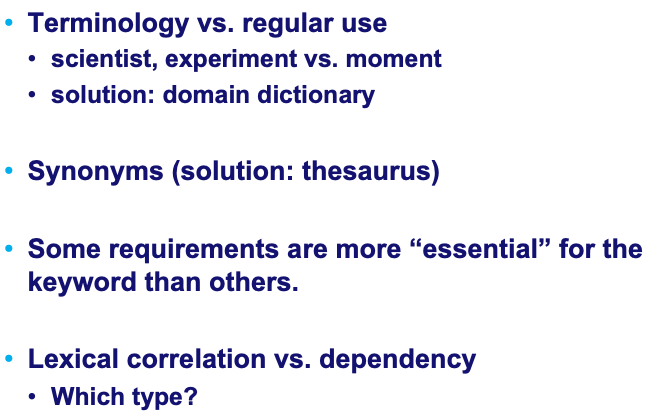 • Terminology vs. regular use
• scientist, experiment vs. moment
• solution: domain dictionary
• Synonyms (solution: thesaurus)
• Some requirements are more “essential” for the
keyword than others.
• Lexical correlation vs. dependency
• Which type?